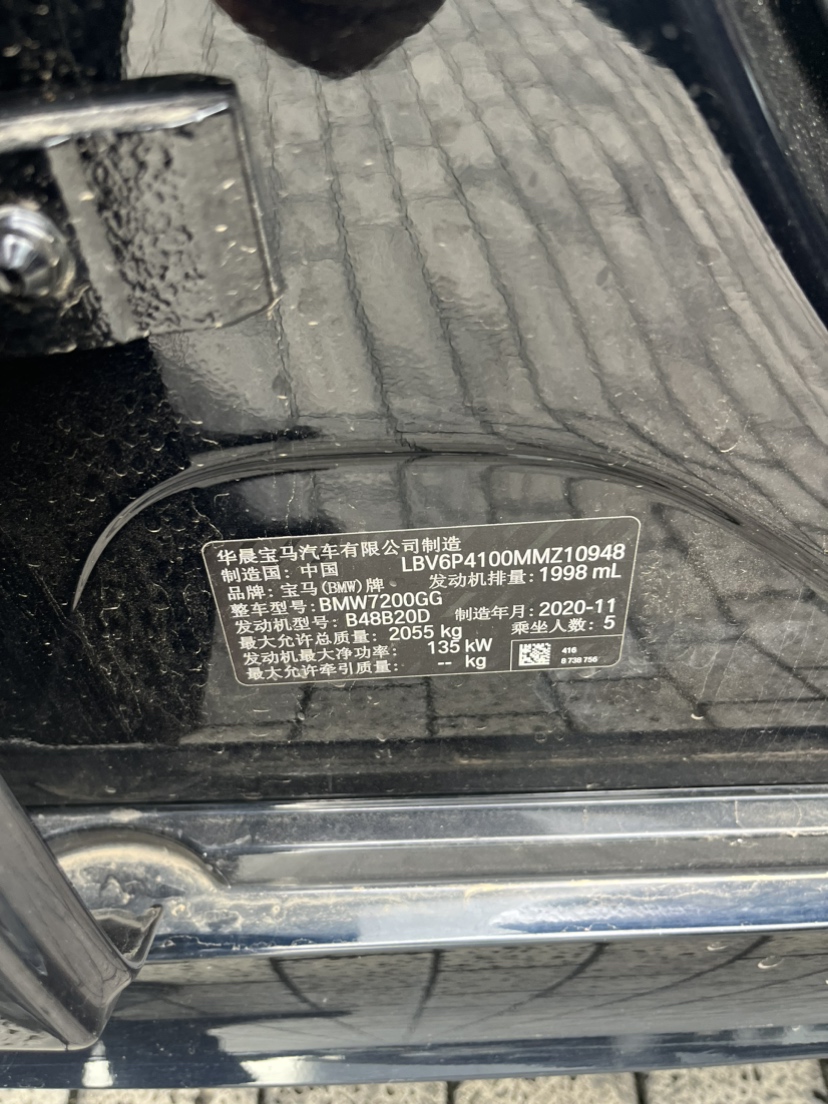 华晨宝马汽车有限公司制造
制造国：中国 LBV6P4100MMZ10948
品牌：宝马(BMW)牌 发动机排量：1998 mL
整车型号：BMW7200GG
发动机型号：B48B20D 制造年月：2020-11
最大允许总质量： 2055 kg 乘坐人数：5
发动机最大净功率： 135 kW
最大允许牵引质量： -- kg
416
8 738 756